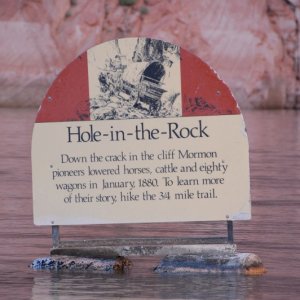 Hole-in-the-Rock
Down the crack in the cliff Mormon
pioneers lowered horses, cattle and eighty
wagons in January, 1880. To learn more
of their story, hike the 3/4 mile trail.